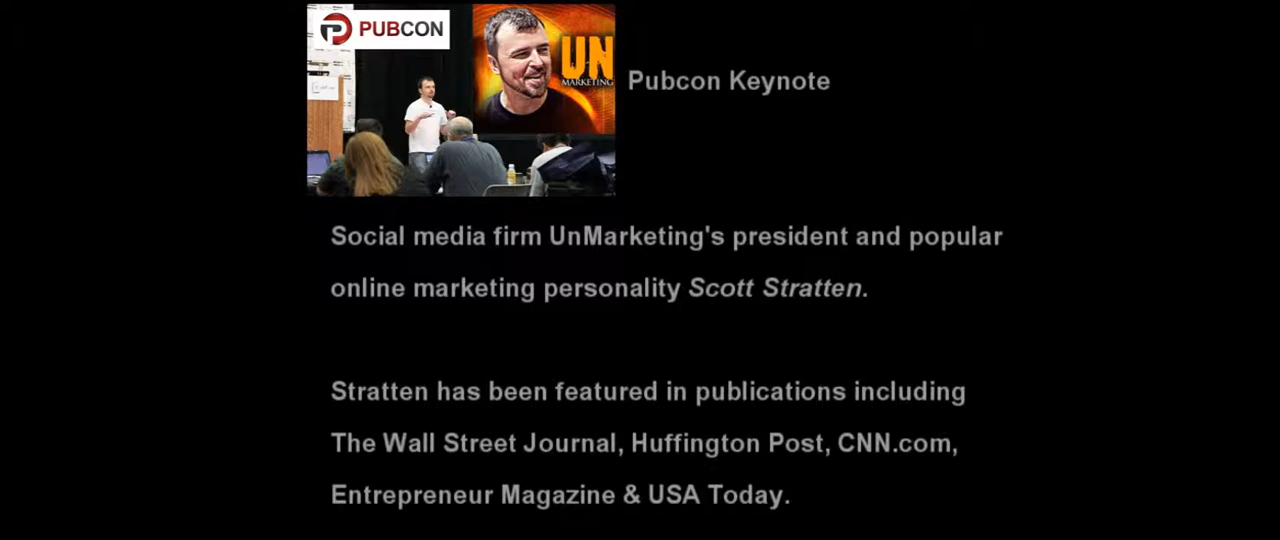 PUBCON
UN
MARKETING
Pubcon Keynote
Social media firm UnMarketing's president and popular
online marketing personality Scott Stratten.
Stratten has been featured in publications including
The Wall Street Journal, Huffington Post, CNN.com,
Entrepreneur Magazine & USA Today.